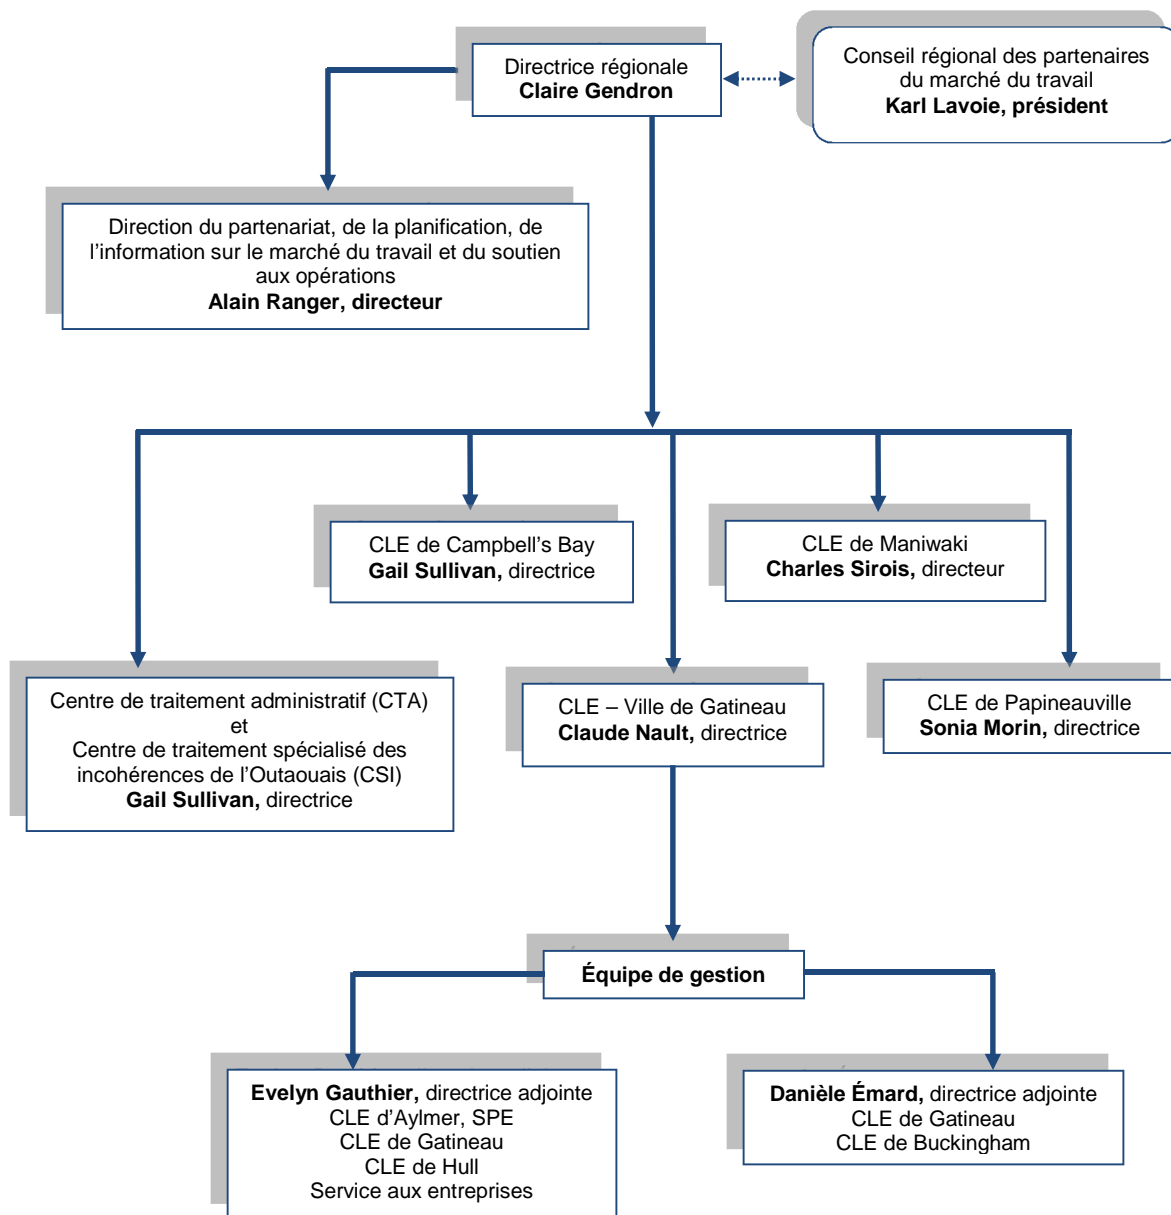 Directrice régionale
Claire Gendron
Conseil régional des partenaires
du marché du travail
Karl Lavoie, président
Direction du partenariat, de la planification, de
l’information sur le marché du travail et du soutien
aux opérations
Alain Ranger, directeur
CLE de Campbell’s Bay
Gail Sullivan, directrice
CLE de Maniwaki
Charles Sirois, directeur
Centre de traitement administratif (CTA)
et
Centre de traitement spécialisé des
incohérences de l’Outaouais (CSI)
Gail Sullivan, directrice
CLE – Ville de Gatineau
Claude Nault, directrice
CLE de Papineauville
Sonia Morin, directrice
Équipe de gestion
Evelyn Gauthier, directrice adjointe
CLE d’Aylmer, SPE
CLE de Gatineau
CLE de Hull
Service aux entreprises
Danièle Émard, directrice adjointe
CLE de Gatineau
CLE de Buckingham